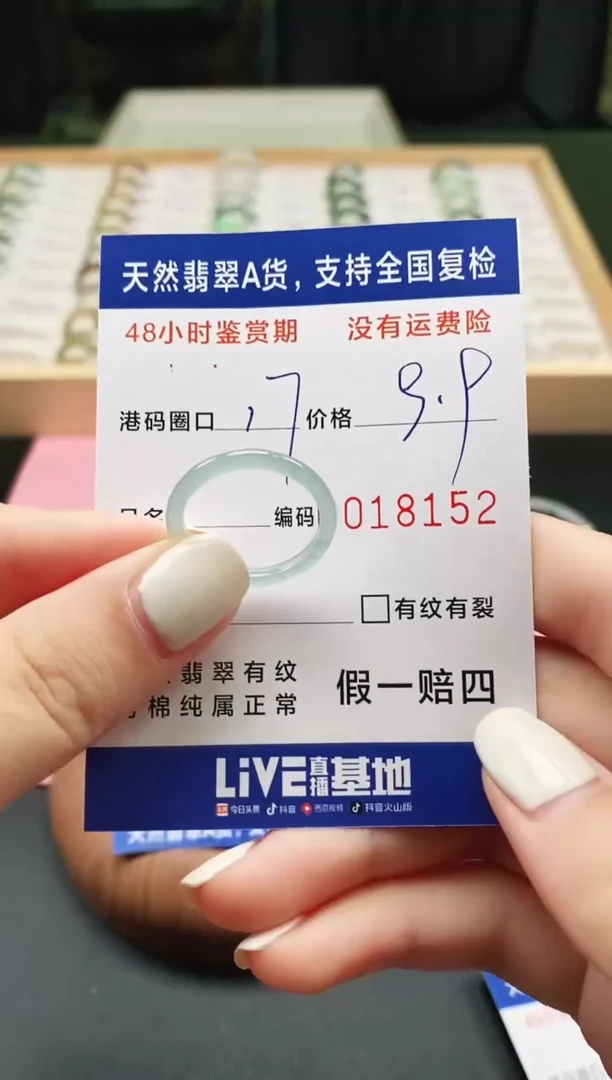 天然翡翠A货，支持全国复检
48小时鉴赏期 没有运费险
港码圈口 17 价格 9.9
编码 018152
有纹有裂
翡翠有纹
棉纯属正常
假一赔四
LiVE直播基地
今日头条 抖音 西瓜视频 抖音火山版